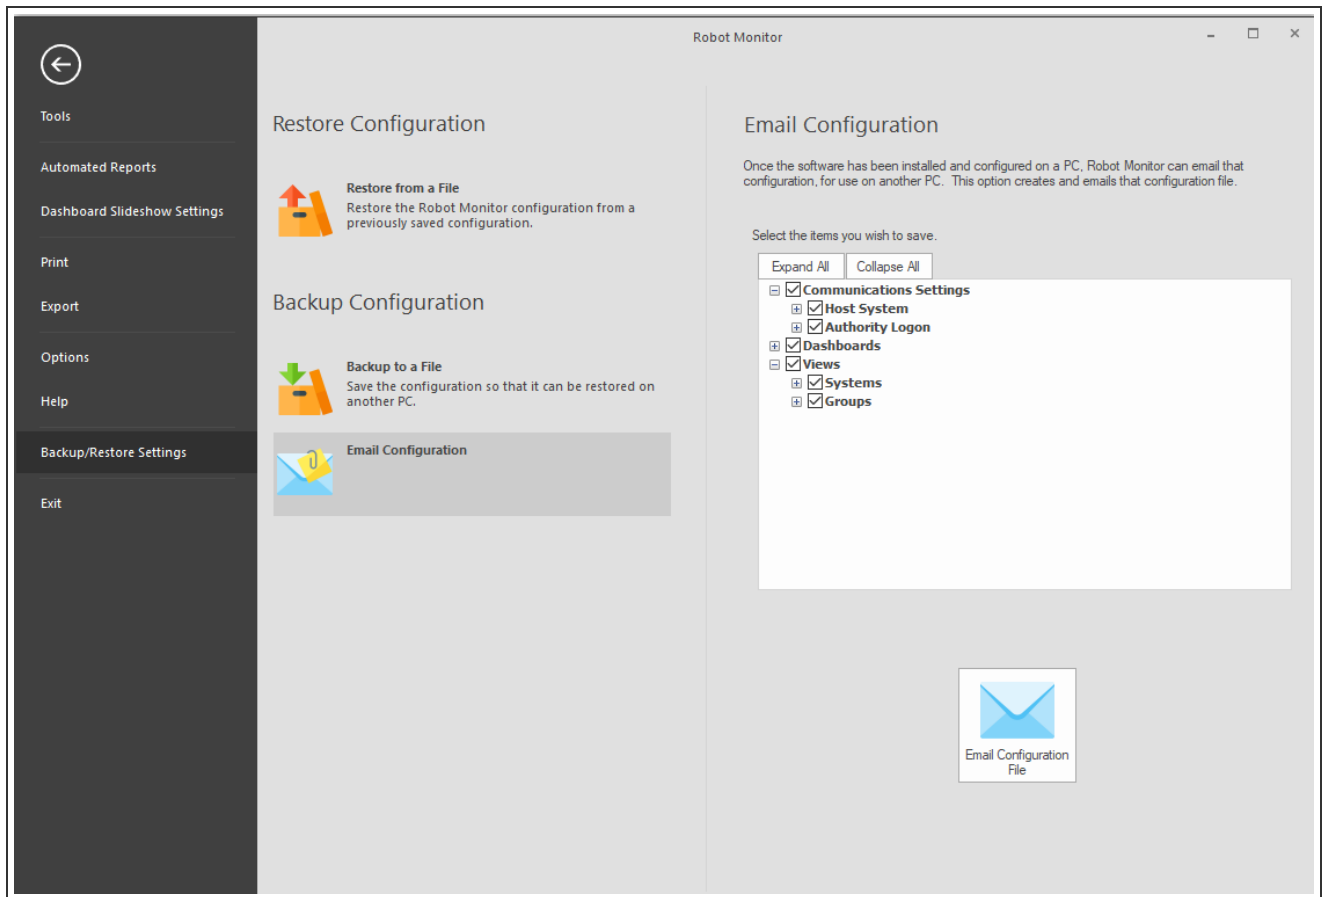 Robot Monitor
Tools
Automated Reports
Dashboard Slideshow Settings
Print
Export
Options
Help
Backup/Restore Settings
Exit
Restore Configuration
Restore from a File
Restore the Robot Monitor configuration from a
previously saved configuration.
Backup Configuration
Backup to a File
Save the configuration so that it can be restored on
another PC.
Email Configuration
Email Configuration
Once the software has been installed and configured on a PC, Robot Monitor can email that
configuration, for use on another PC.  This option creates and emails that configuration file.
Select the items you wish to save.
Expand All Collapse All
Communications Settings
Host System
Authority Logon
Dashboards
Views
Systems
Groups
Email Configuration
File